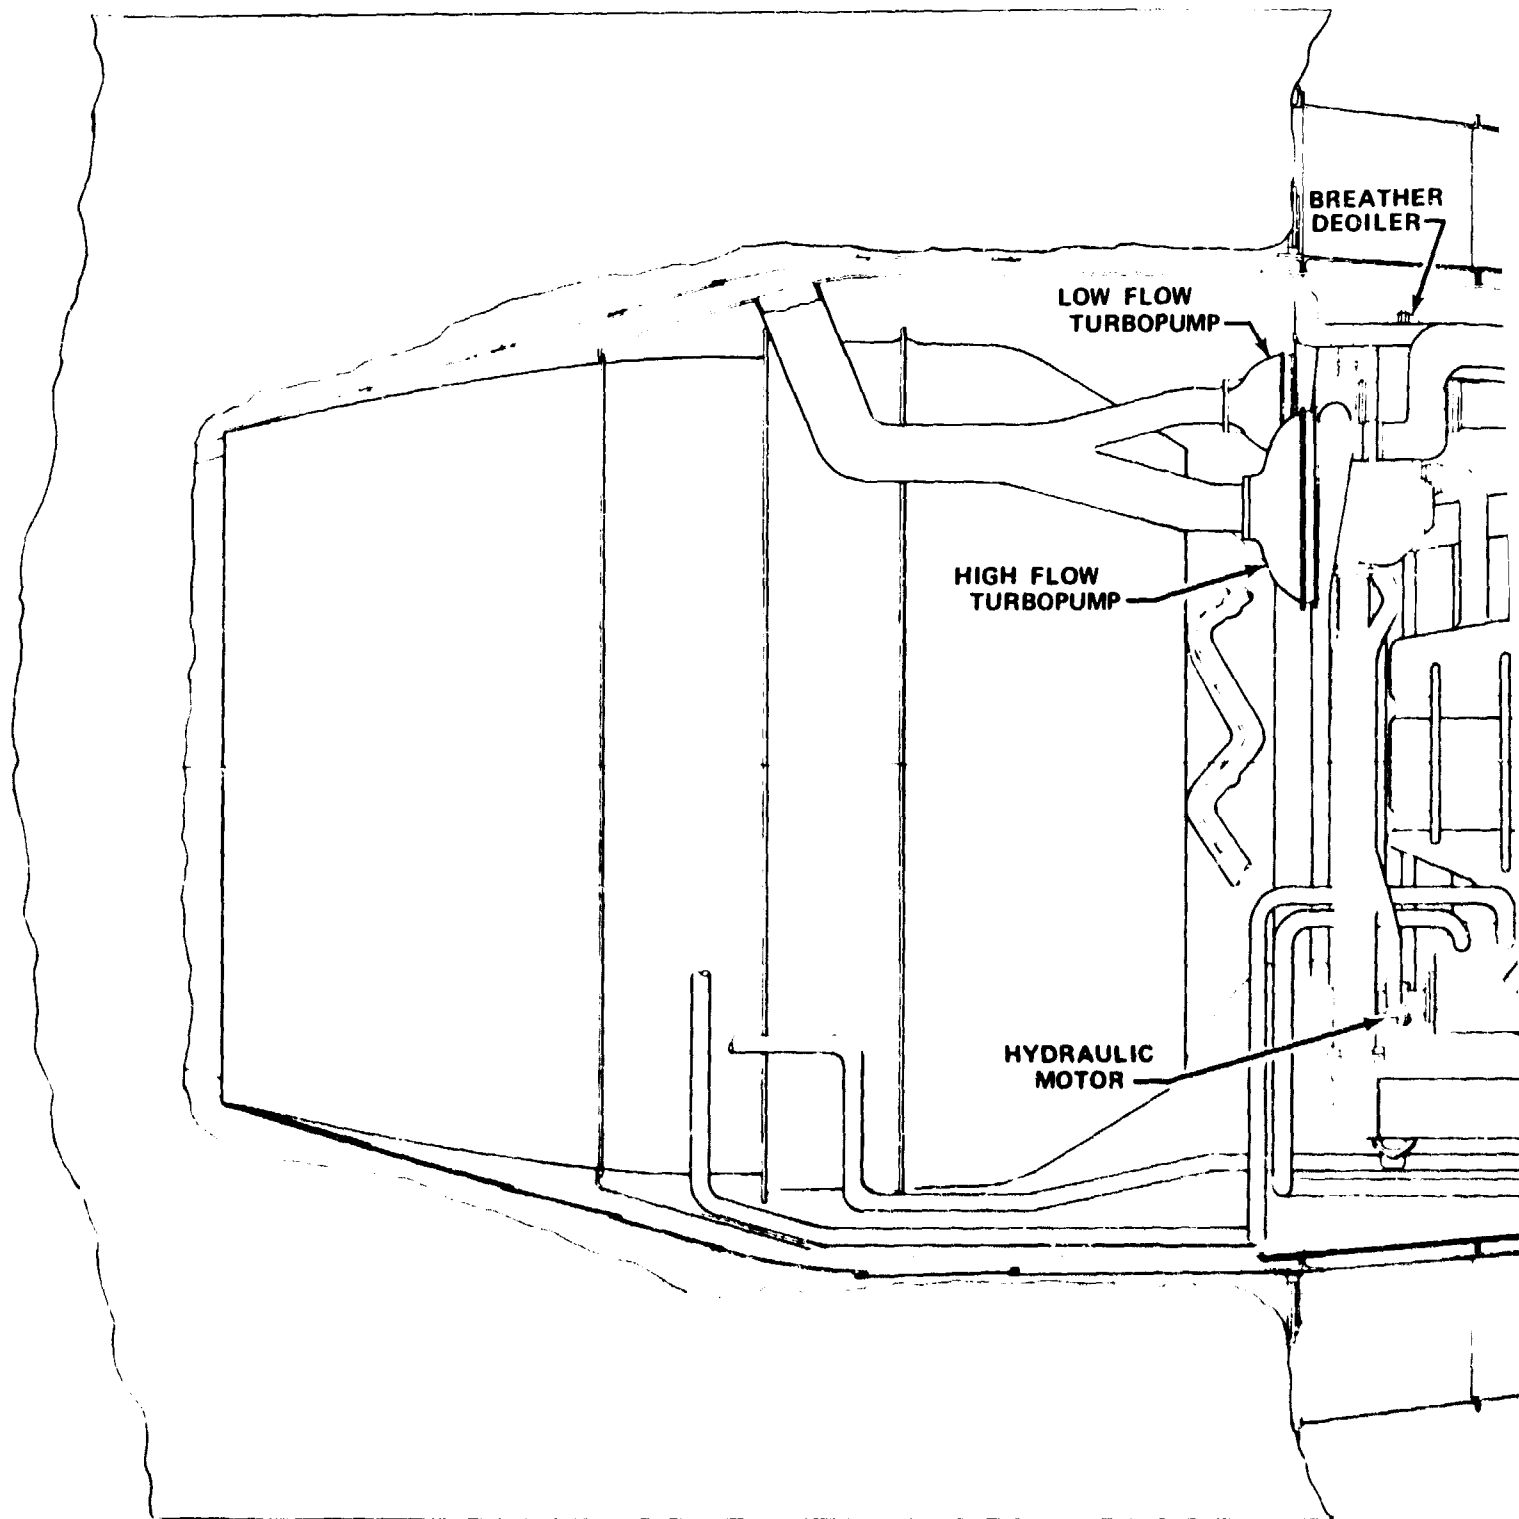 BREATHER
DEOILER
LOW FLOW
TURBOPUMP
HIGH FLOW
TURBOPUMP
HYDRAULIC
MOTOR